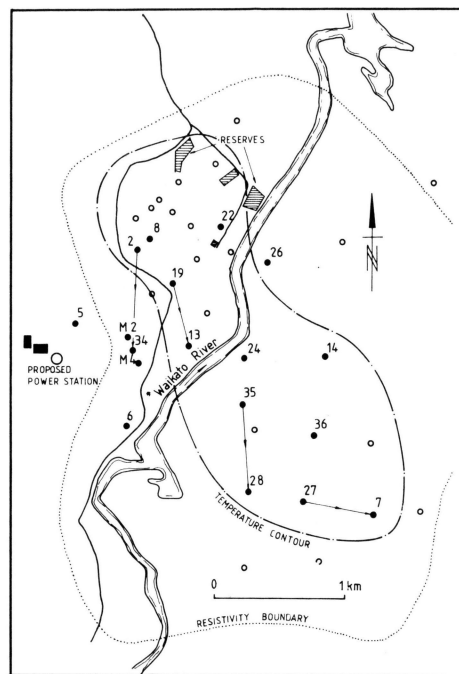 RESERVES
22
8
2
26
19
5
M2
34
M4
13
PROPOSED
POWER STATION
Waikato River
24
14
6
35
36
28
27
7
TEMPERATURE CONTOUR
N
0 1 km
RESISTIVITY BOUNDARY